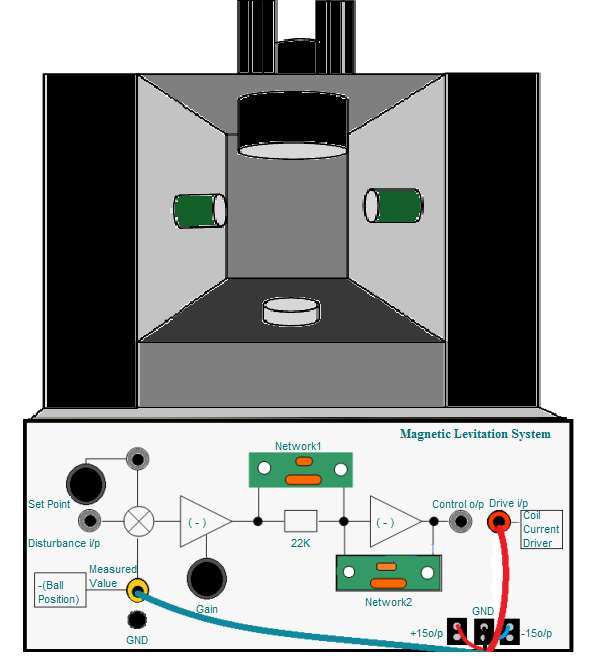 Magnetic Levitation System
Network1
Set Point
Control o/p
Drive i/p
( - )
( - )
Coil
Current
Driver
Disturbance i/p
22K
Measured
Value
-(Ball
Position)
Network2
Gain
GND
GND
+15o/p
-15o/p